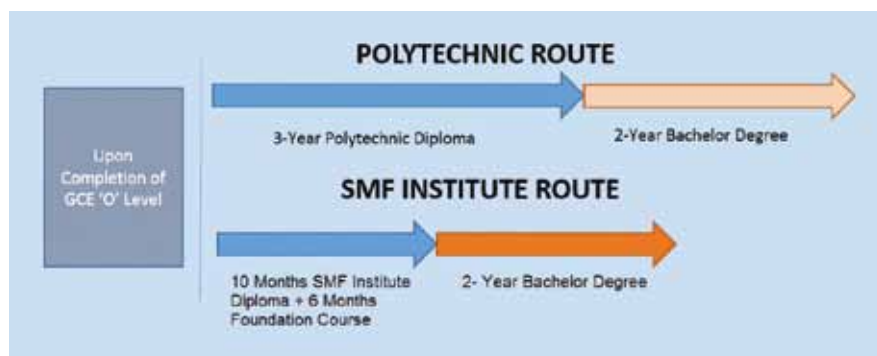 POLYTECHNIC ROUTE
3-Year Polytechnic Diploma
2-Year Bachelor Degree
Upon
Completion of
GCE 'O' Level
SMF INSTITUTE ROUTE
10 Months SMF Institute
Diploma + 6 Months
Foundation Course
2- Year Bachelor Degree